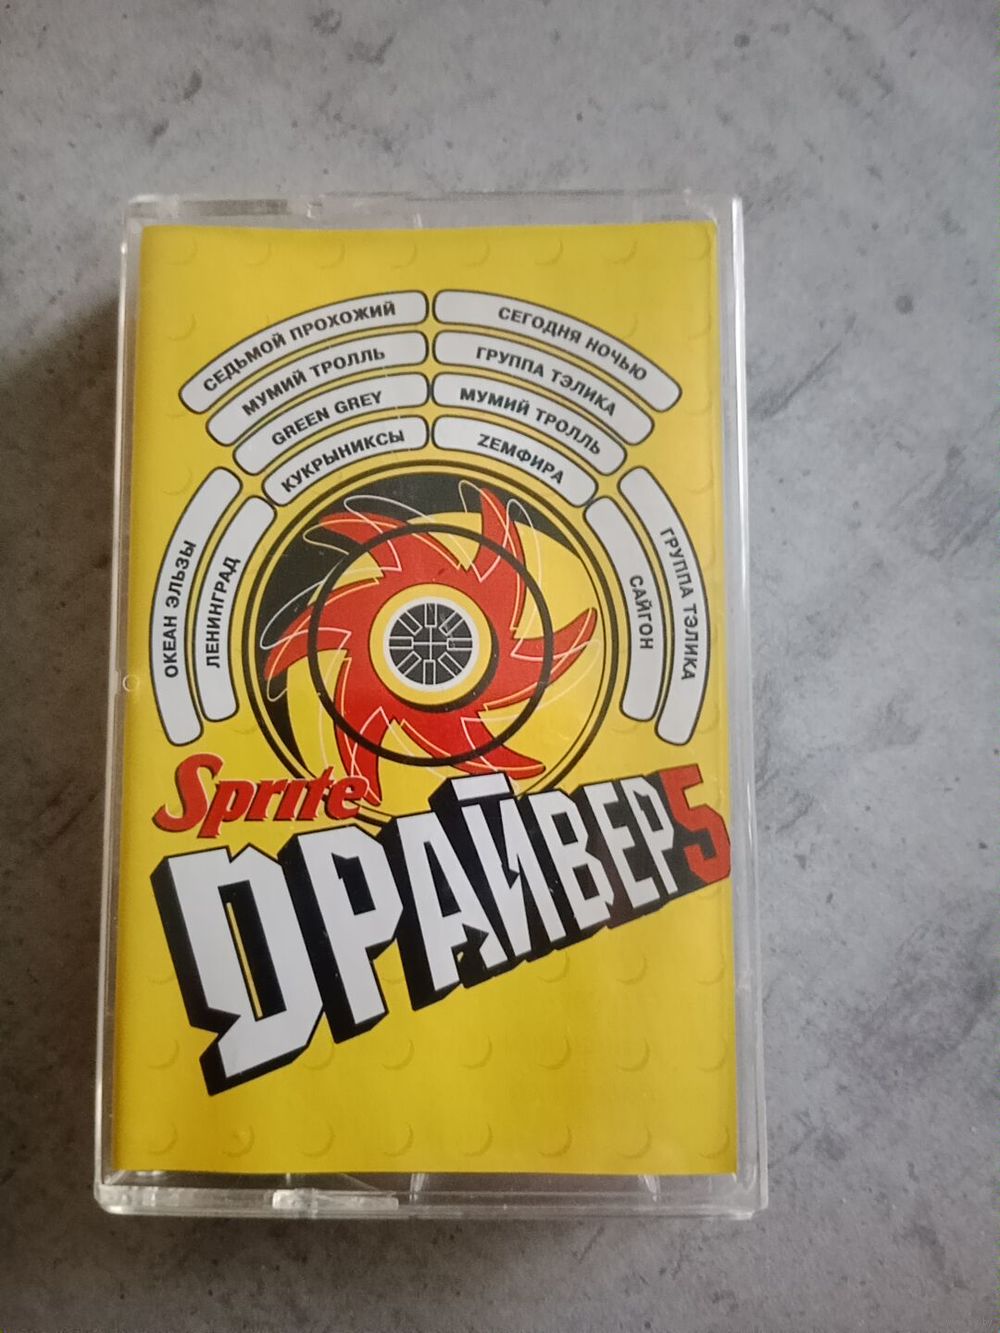 СЕДЬМОЙ ПРОХОЖИЙ
МУМИЙ ТРОЛЛЬ
GREEN GREY
КУКРЫНИКСЫ
СЕГОДНЯ НОЧЬЮ
ГРУППА ТЭЛИКА
МУМИЙ ТРОЛЛЬ
ZЕМФИРА
ОКЕАН ЭЛЬЗЫ
ЛЕНИНГРАД
САЙГОН
ГРУППА ТЭЛИКА
Sprite
ДРАЙВЕР5